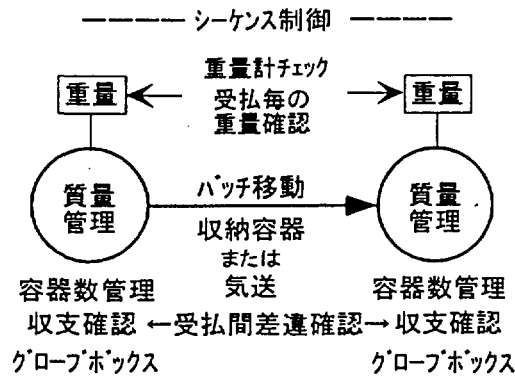 シーケンス制御
重量 重量計チェック 重量
受払毎の
重量確認
質量 バッチ移動 質量
管理 管理
収納容器
または
気送
容器数管理 容器数管理
収支確認 ←受払間差違確認→ 収支確認
グローブボックス グローブボックス